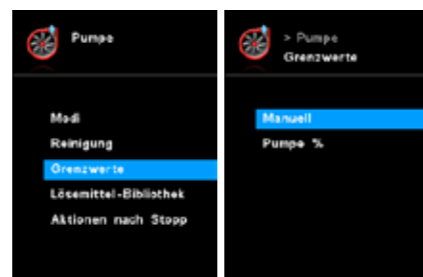 Pumpe
Modi
Reinigung
Grenzwerte
Lösemittel-Bibliothek
Aktionen nach Stopp
> Pumpe
Grenzwerte
Manuell
Pumpe %